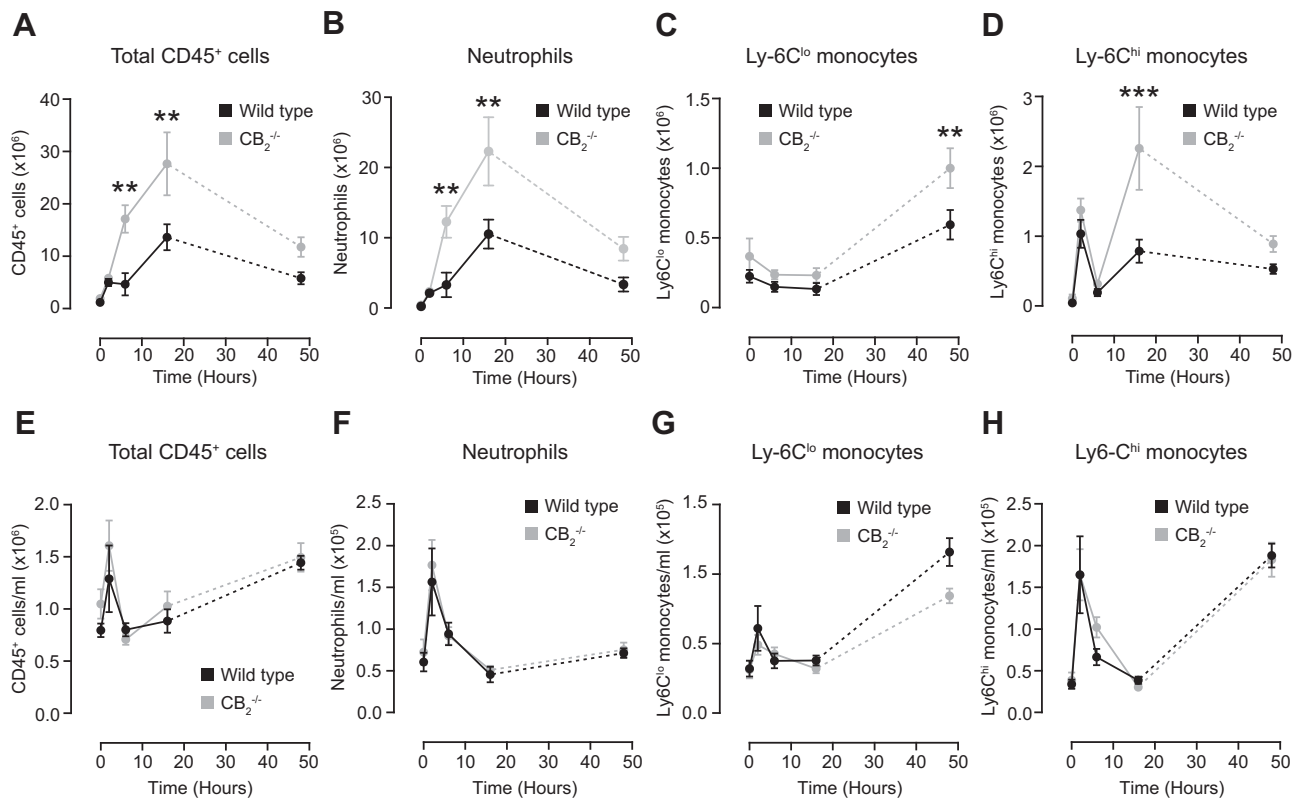 A
Total CD45⁺ cells
CD45⁺ cells (x10⁶)
40
30
20
10
0
**
**
Wild type
CB₂⁻/⁻
0 10 20 30 40 50
Time (Hours)
B
Neutrophils
Neutrophils (x10⁶)
30
20
10
0
**
**
Wild type
CB₂⁻/⁻
0 10 20 30 40 50
Time (Hours)
C
Ly-6Cˡᵒ monocytes
Ly6Cˡᵒ monocytes (x10⁶)
1.5
1.0
0.5
0
**
Wild type
CB₂⁻/⁻
0 10 20 30 40 50
Time (Hours)
D
Ly-6Cʰⁱ monocytes
Ly6Cʰⁱ monocytes (x10⁶)
3
2
1
0
***
Wild type
CB₂⁻/⁻
0 10 20 30 40 50
Time (Hours)
E
Total CD45⁺ cells
CD45⁺ cells/ml (x10⁶)
2.0
1.5
1.0
0.5
0.0
Wild type
CB₂⁻/⁻
0 10 20 30 40 50
Time (Hours)
F
Neutrophils
Neutrophils/ml (x10⁵)
2.5
2.0
1.5
1.0
0.5
0.0
Wild type
CB₂⁻/⁻
0 10 20 30 40 50
Time (Hours)
G
Ly-6Cˡᵒ monocytes
Ly6Cˡᵒ monocytes/ml (x10⁵)
1.5
1.5
0.5
0.0
Wild type
CB₂⁻/⁻
0 10 20 30 40 50
Time (Hours)
H
Ly6-Cʰⁱ monocytes
Ly6Cʰⁱ monocytes/ml (x10⁵)
2.5
2.0
1.5
1.0
0.5
0.0
Wild type
CB₂⁻/⁻
0 10 20 30 40 50
Time (Hours)